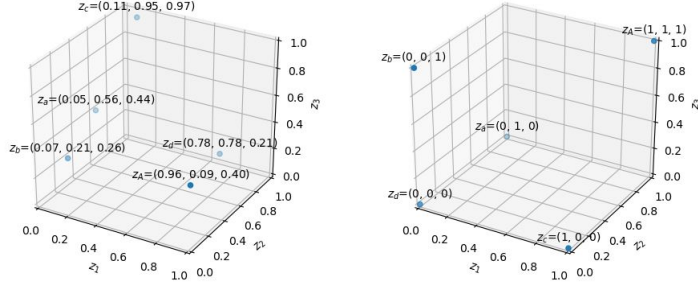 z_c=(0.11, 0.95, 0.97)
z_a=(0.05, 0.56, 0.44)
z_b=(0.07, 0.21, 0.26)
z_d=(0.78, 0.78, 0.21)
z_A=(0.96, 0.09, 0.40)
1.0
0.8
0.6
0.4
0.2
0.0
z_3
0.0
0.2
0.4
0.6
0.8
1.0
z_1
0.0
0.2
0.4
0.6
0.8
1.0
z_2
z_A=(1, 1, 1)
z_b=(0, 0, 1)
z_a=(0, 1, 0)
z_d=(0, 0, 0)
z_c=(1, 0, 0)
1.0
0.8
0.6
0.4
0.2
0.0
z_3
0.0
0.2
0.4
0.6
0.8
1.0
z_1
0.0
0.2
0.4
0.6
0.8
1.0
z_2